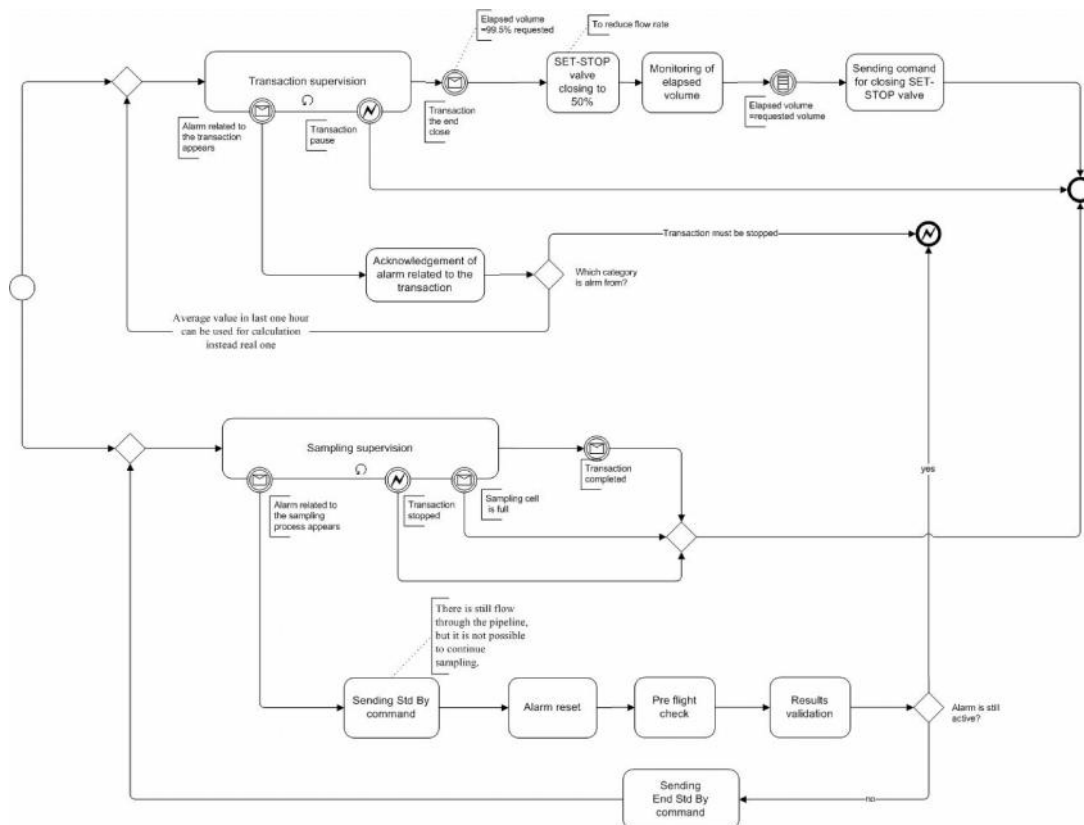 Elapsed volume
=99.5% requested
To reduce flow rate
Transaction supervision
SET-STOP
valve
closing to
50%
Monitoring of
elapsed
volume
Sending comand
for closing SET-
STOP valve
Alarm related to
the transaction
appears
Transaction
pause
Transaction
the end
close
Elapsed volume
=requested volume
Transaction must be stopped
Acknowledgement of
alarm related to the
transaction
Which category
is alrm from?
Average value in last one hour
can be used for calculation
instead real one
Sampling supervision
Transaction
completed
yes
Alarm related to
the sampling
process appears
Transaction
stopped
Sampling cell
is full
There is still flow
through the pipeline,
but it is not possible
to continue
sampling.
Sending Std By
command
Alarm reset
Pre flight
check
Results
validation
Alarm is still
active?
Sending
End Std By
command
no